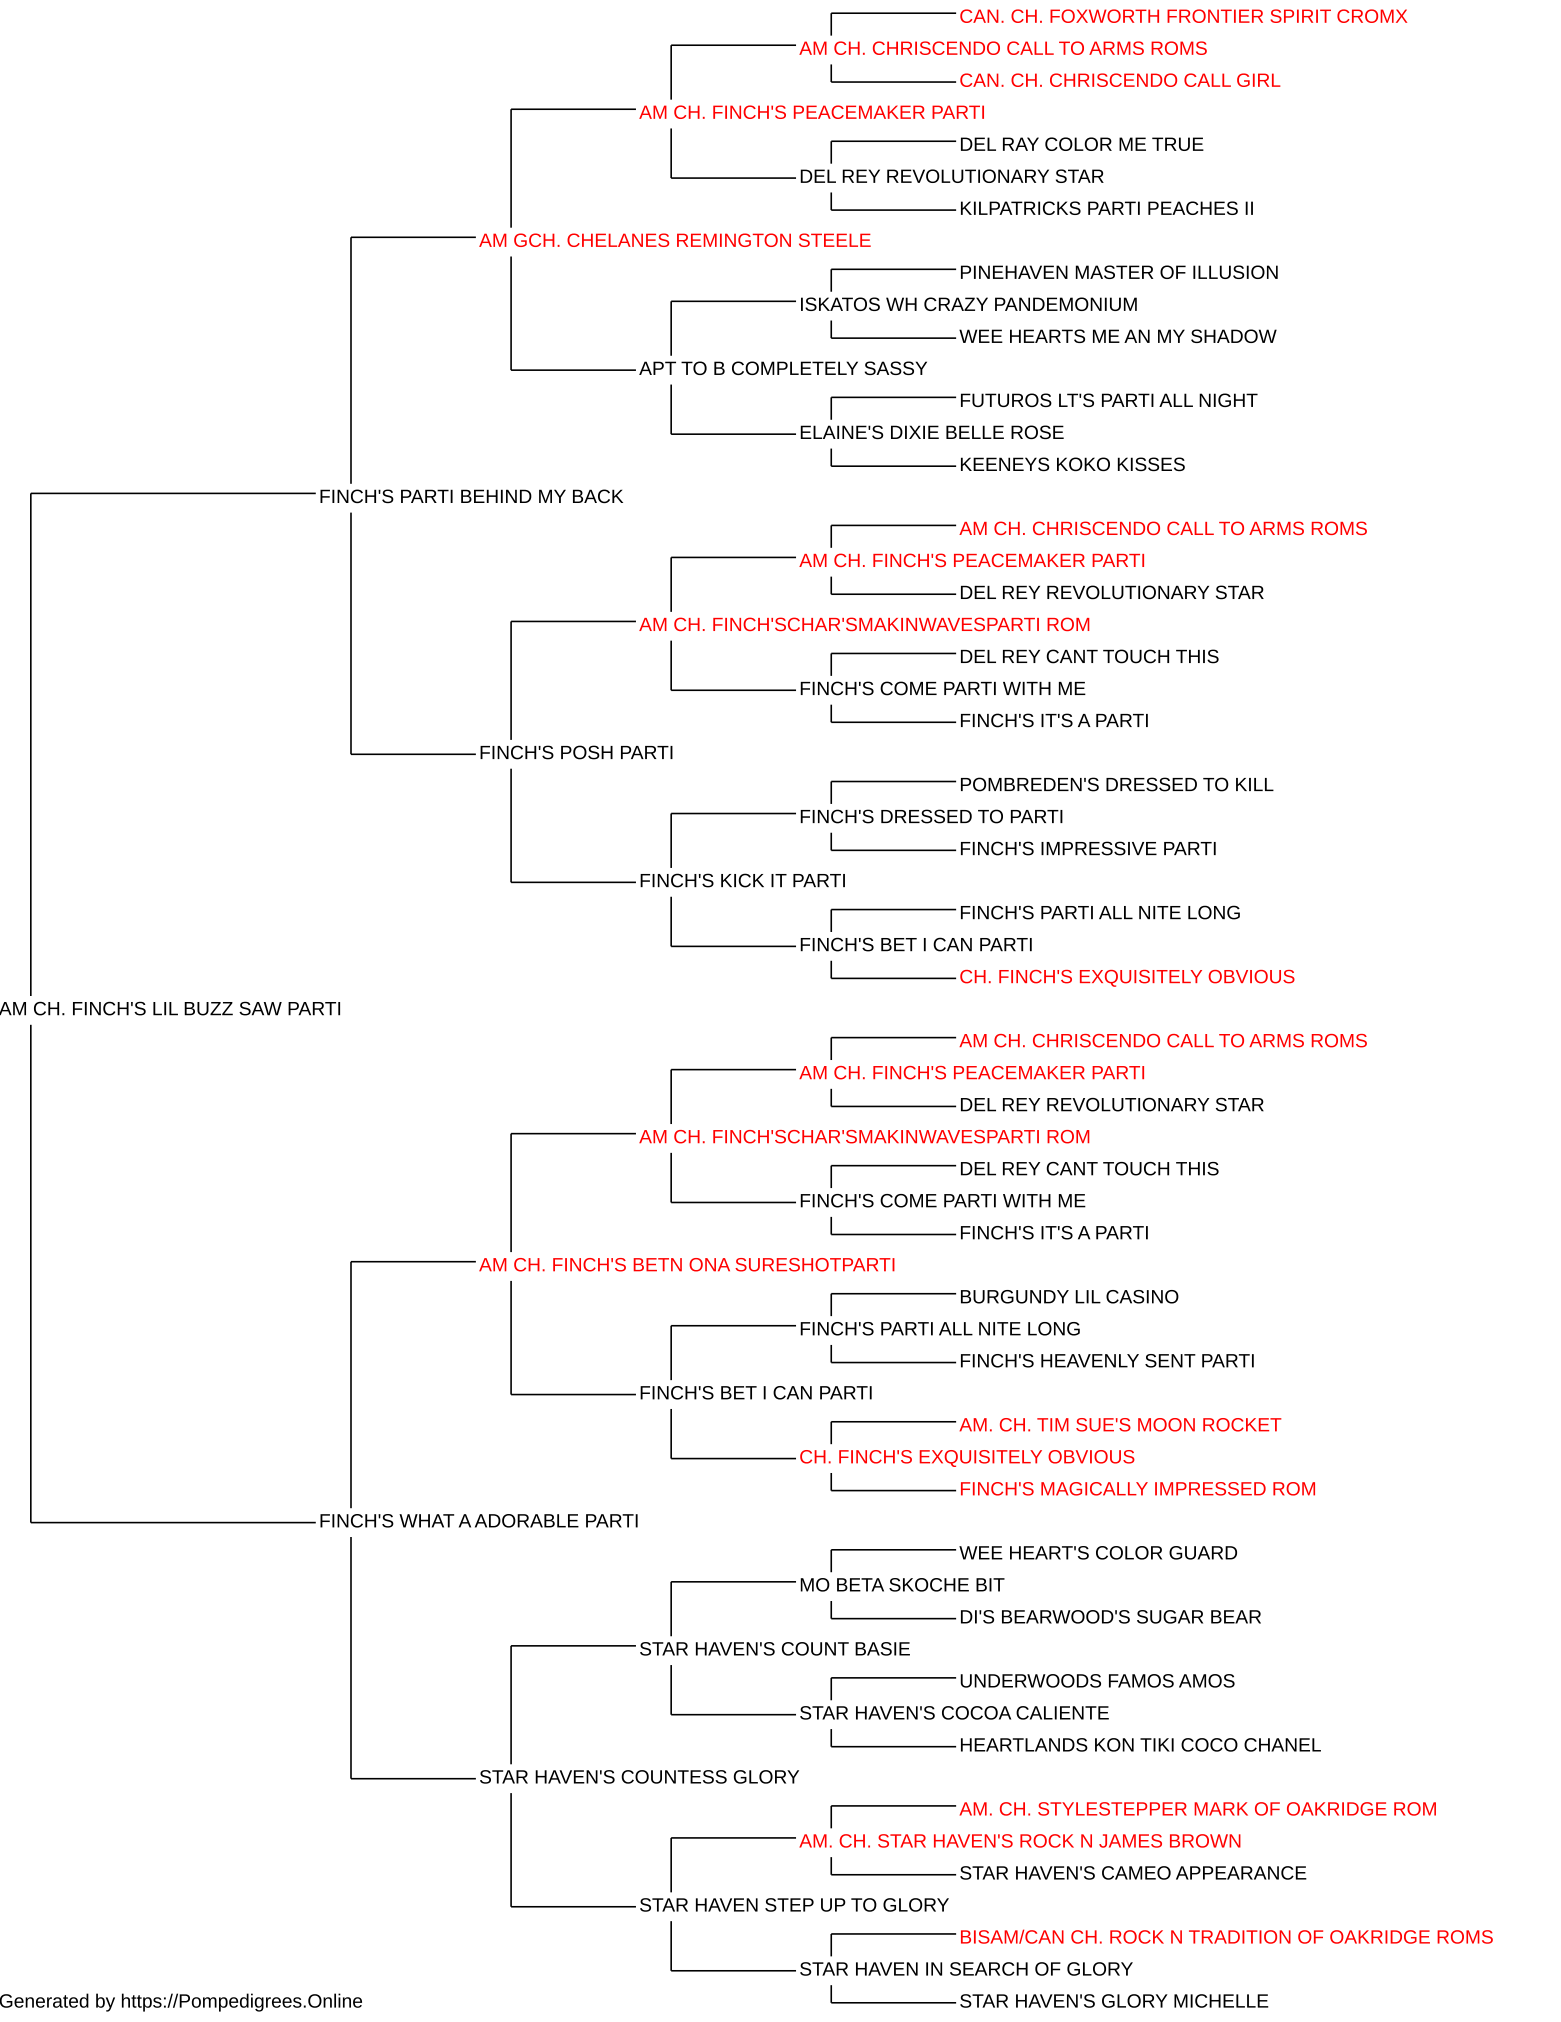 CAN. CH. FOXWORTH FRONTIER SPIRIT CROMX
AM CH. CHRISCENDO CALL TO ARMS ROMS
CAN. CH. CHRISCENDO CALL GIRL
AM CH. FINCH'S PEACEMAKER PARTI
DEL RAY COLOR ME TRUE
DEL REY REVOLUTIONARY STAR
KILPATRICKS PARTI PEACHES II
AM GCH. CHELANES REMINGTON STEELE
PINEHAVEN MASTER OF ILLUSION
ISKATOS WH CRAZY PANDEMONIUM
WEE HEARTS ME AN MY SHADOW
APT TO B COMPLETELY SASSY
FUTUROS LT'S PARTI ALL NIGHT
ELAINE'S DIXIE BELLE ROSE
KEENEYS KOKO KISSES
FINCH'S PARTI BEHIND MY BACK
AM CH. CHRISCENDO CALL TO ARMS ROMS
AM CH. FINCH'S PEACEMAKER PARTI
DEL REY REVOLUTIONARY STAR
AM CH. FINCH'SCHAR'SMAKINWAVESPARTI ROM
DEL REY CANT TOUCH THIS
FINCH'S COME PARTI WITH ME
FINCH'S IT'S A PARTI
FINCH'S POSH PARTI
POMBREDEN'S DRESSED TO KILL
FINCH'S DRESSED TO PARTI
FINCH'S IMPRESSIVE PARTI
FINCH'S KICK IT PARTI
FINCH'S PARTI ALL NITE LONG
FINCH'S BET I CAN PARTI
CH. FINCH'S EXQUISITELY OBVIOUS
AM CH. FINCH'S LIL BUZZ SAW PARTI
AM CH. CHRISCENDO CALL TO ARMS ROMS
AM CH. FINCH'S PEACEMAKER PARTI
DEL REY REVOLUTIONARY STAR
AM CH. FINCH'SCHAR'SMAKINWAVESPARTI ROM
DEL REY CANT TOUCH THIS
FINCH'S COME PARTI WITH ME
FINCH'S IT'S A PARTI
AM CH. FINCH'S BETN ONA SURESHOTPARTI
BURGUNDY LIL CASINO
FINCH'S PARTI ALL NITE LONG
FINCH'S HEAVENLY SENT PARTI
FINCH'S BET I CAN PARTI
AM. CH. TIM SUE'S MOON ROCKET
CH. FINCH'S EXQUISITELY OBVIOUS
FINCH'S MAGICALLY IMPRESSED ROM
FINCH'S WHAT A ADORABLE PARTI
WEE HEART'S COLOR GUARD
MO BETA SKOCHE BIT
DI'S BEARWOOD'S SUGAR BEAR
STAR HAVEN'S COUNT BASIE
UNDERWOODS FAMOS AMOS
STAR HAVEN'S COCOA CALIENTE
HEARTLANDS KON TIKI COCO CHANEL
STAR HAVEN'S COUNTESS GLORY
AM. CH. STYLESTEPPER MARK OF OAKRIDGE ROM
AM. CH. STAR HAVEN'S ROCK N JAMES BROWN
STAR HAVEN'S CAMEO APPEARANCE
STAR HAVEN STEP UP TO GLORY
BISAM/CAN CH. ROCK N TRADITION OF OAKRIDGE ROMS
STAR HAVEN IN SEARCH OF GLORY
STAR HAVEN'S GLORY MICHELLE
Generated by https://Pompedigrees.Online